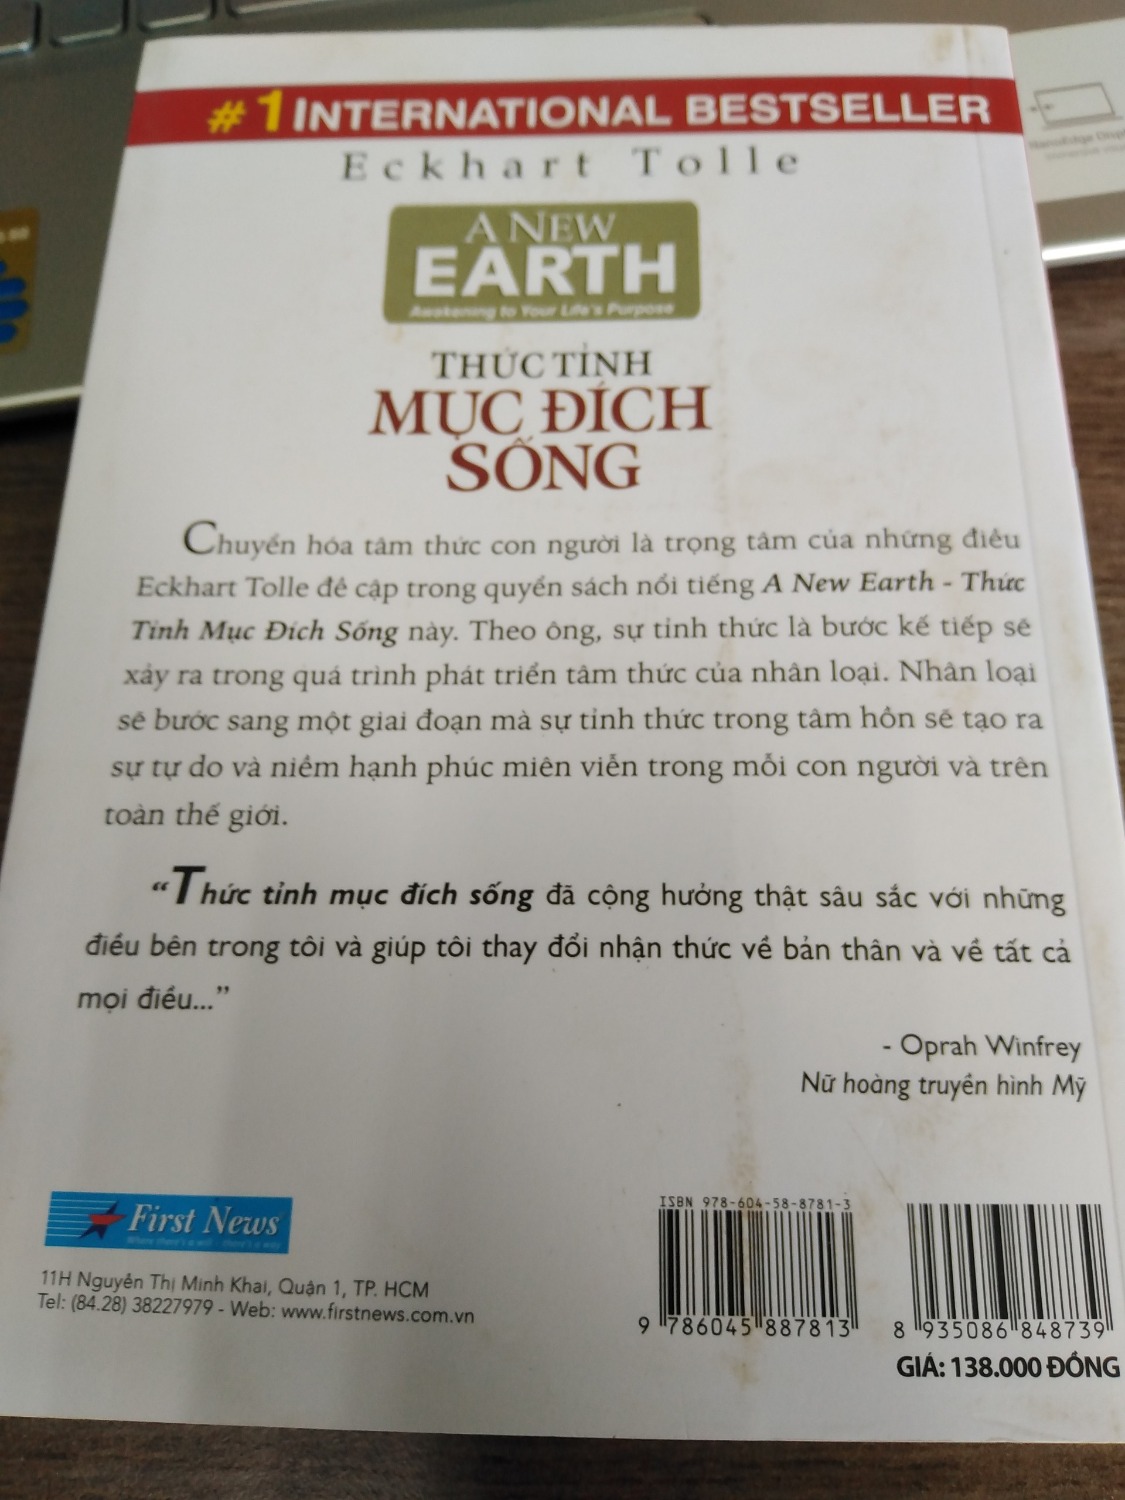 # 1 INTERNATIONAL BESTSELLER
Eckhart Tolle
A NEW
EARTH
Awakening to Your Life's Purpose
THỨC TỈNH
MỤC ĐÍCH
SỐNG
Chuyển hóa tâm thức con người là trọng tâm của những điều
Eckhart Tolle đề cập trong quyển sách nổi tiếng A New Earth - Thức
Tỉnh Mục Đích Sống này. Theo ông, sự tỉnh thức là bước kế tiếp sẽ
xảy ra trong quá trình phát triển tâm thức của nhân loại. Nhân loại
sẽ bước sang một giai đoạn mà sự tỉnh thức trong tâm hồn sẽ tạo ra
sự tự do và niềm hạnh phúc miên viễn trong mỗi con người và trên
toàn thế giới.
“Thức tỉnh mục đích sống đã cộng hưởng thật sâu sắc với những
điều bên trong tôi và giúp tôi thay đổi nhận thức về bản thân và về tất cả
mọi điều...”
- Oprah Winfrey
Nữ hoàng truyền hình Mỹ
First News
Where there's a will - there's a way
11H Nguyễn Thị Minh Khai, Quận 1, TP. HCM
Tel: (84.28) 38227979 - Web: www.firstnews.com.vn
ISBN 978-604-58-8781-3
9 786045 887813
8 935086 848739
GIÁ: 138.000 ĐỒNG